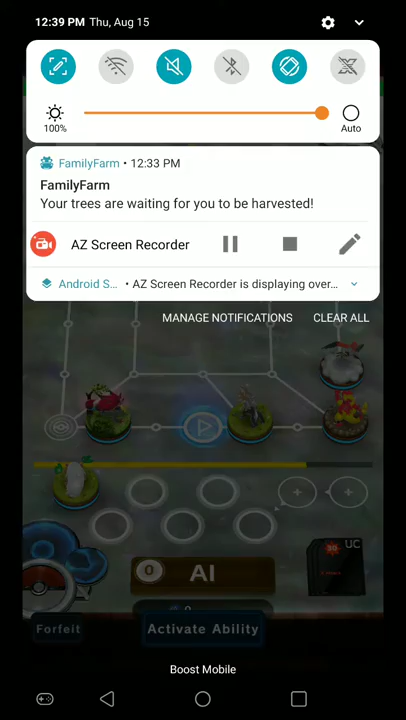 12:39 PM Thu, Aug 15
100%
Auto
FamilyFarm • 12:33 PM
FamilyFarm
Your trees are waiting for you to be harvested!
AZ Screen Recorder
Android S... • AZ Screen Recorder is displaying over...
MANAGE NOTIFICATIONS
CLEAR ALL
UC
0
AI
Forfeit
Activate Ability
Boost Mobile